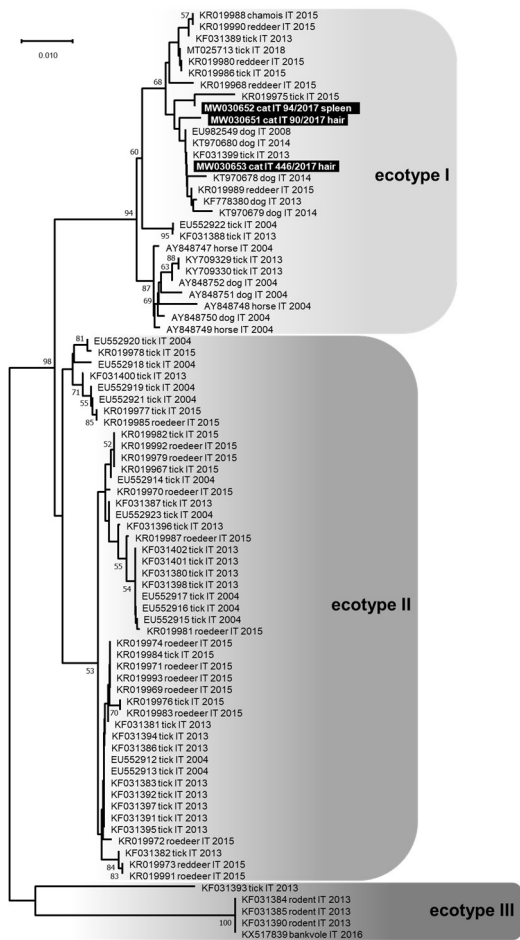 57
KR019988 chamois IT 2015
KR019990 reddeer IT 2015
KF031389 tick IT 2013
0.010
MT025713 tick IT 2018
KR019980 reddeer IT 2015
KR019986 tick IT 2015
68
KR019968 reddeer IT 2015
KR019975 tick IT 2015
MW030652 cat IT 94/2017 spleen
MW030651 cat IT 90/2017 hair
EU982549 dog IT 2008
KT970680 dog IT 2014
60
KF031399 tick IT 2013
MW030653 cat IT 446/2017 hair
KT970678 dog IT 2014
ecotype I
KR019989 reddeer IT 2015
KF778380 dog IT 2013
94
KT970679 dog IT 2014
EU552922 tick IT 2004
95
KF031388 tick IT 2013
AY848747 horse IT 2004
88
KY709329 tick IT 2013
63
KY709330 tick IT 2013
87
AY848752 dog IT 2004
AY848751 dog IT 2004
69
AY848748 horse IT 2004
AY848750 dog IT 2004
AY848749 horse IT 2004
81
EU552920 tick IT 2004
KR019978 tick IT 2015
98
EU552918 tick IT 2004
KF031400 tick IT 2013
71
EU552919 tick IT 2004
55
EU552921 tick IT 2004
KR019977 tick IT 2015
85
KR019985 roedeer IT 2015
KR019982 tick IT 2015
52
KR019992 roedeer IT 2015
KR019979 roedeer IT 2015
KR019967 tick IT 2015
EU552914 tick IT 2004
KR019970 roedeer IT 2015
KF031387 tick IT 2013
EU552923 tick IT 2004
KF031396 tick IT 2013
KR019987 roedeer IT 2015
KF031402 tick IT 2013
55
KF031401 tick IT 2013
KF031380 tick IT 2013
54
KF031398 tick IT 2013
EU552917 tick IT 2004
ecotype II
EU552916 tick IT 2004
EU552915 tick IT 2004
KR019981 roedeer IT 2015
KR019974 roedeer IT 2015
KR019984 tick IT 2015
53
KR019971 roedeer IT 2015
KR019993 roedeer IT 2015
KR019969 roedeer IT 2015
KR019976 tick IT 2015
70
KR019983 roedeer IT 2015
KF031381 tick IT 2013
KF031394 tick IT 2013
KF031386 tick IT 2013
EU552912 tick IT 2004
EU552913 tick IT 2004
KF031383 tick IT 2013
KF031392 tick IT 2013
KF031397 tick IT 2013
KF031391 tick IT 2013
KF031395 tick IT 2013
KR019972 roedeer IT 2015
KF031382 tick IT 2013
84
KR019973 reddeer IT 2015
83
KR019991 roedeer IT 2015
KF031393 tick IT 2013
KF031384 rodent IT 2013
KF031385 rodent IT 2013
ecotype III
100
KF031390 rodent IT 2013
KX517839 bankvole IT 2016